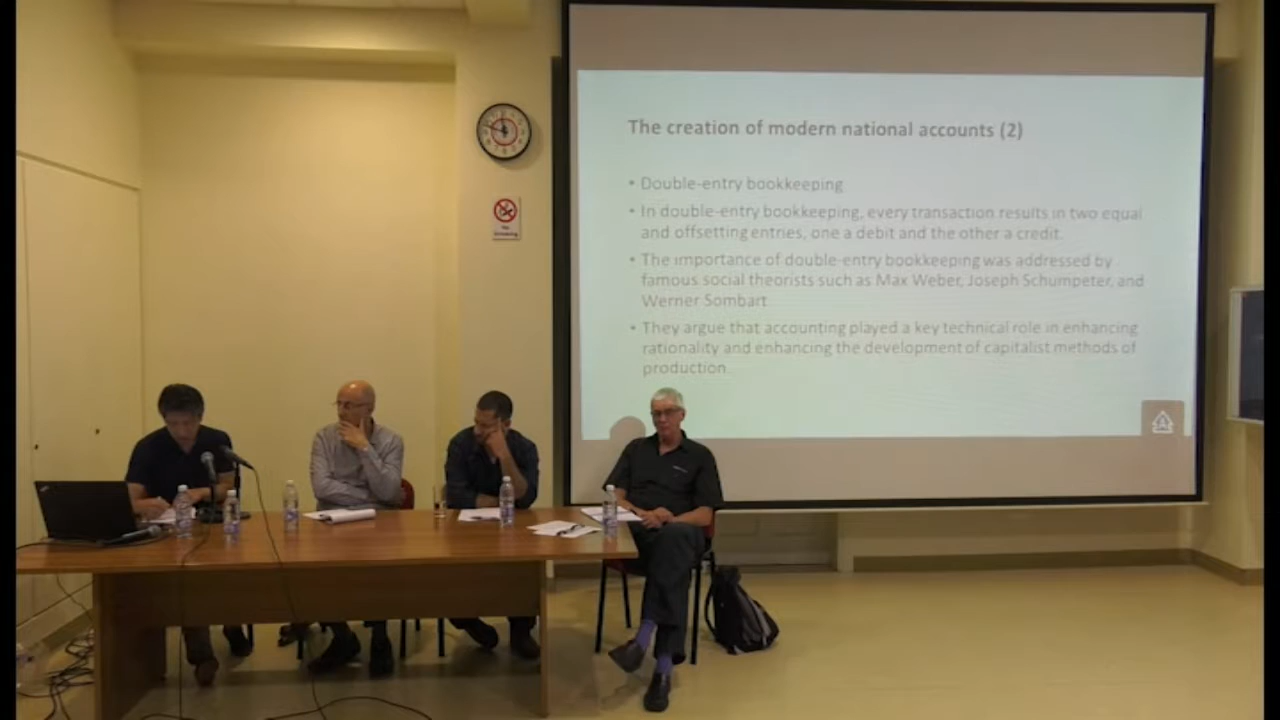 The creation of modern national accounts (2)
• Double-entry bookkeeping
• In double-entry bookkeeping, every transaction results in two equal
and offsetting entries, one a debit and the other a credit.
• The importance of double-entry bookkeeping was addressed by
famous social theorists such as Max Weber, Joseph Schumpeter, and
Werner Sombart
• They argue that accounting played a key technical role in enhancing
rationality and enhancing the development of capitalist methods of
production.
A
No
Smoking